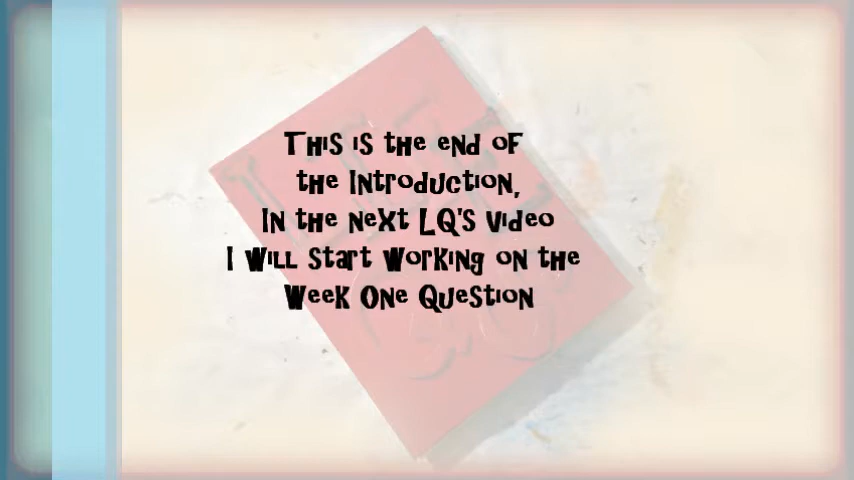 This is the end of
the Introduction,
In the next LQ's video
I will start working on the
Week One Question